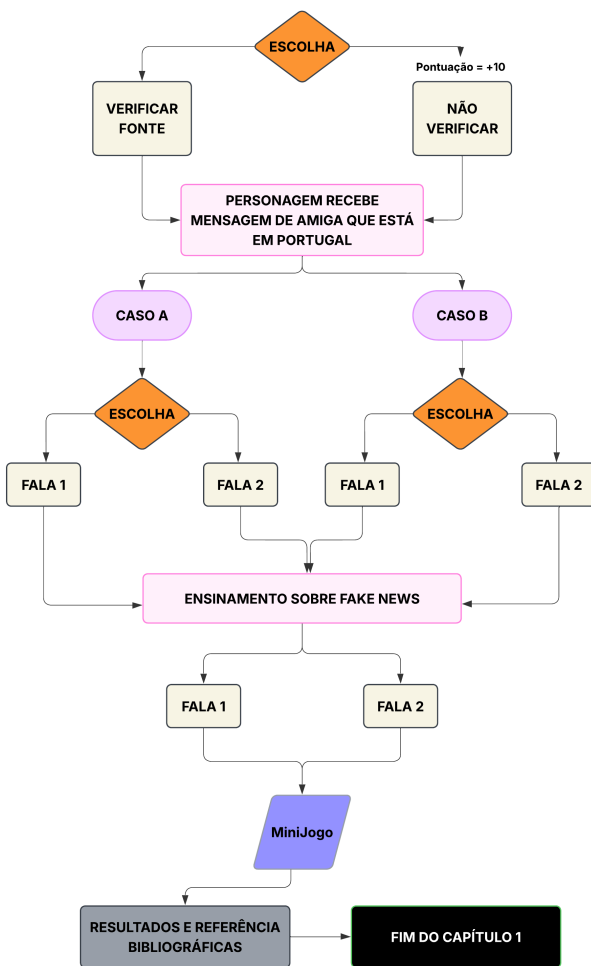 ESCOLHA
Pontuação = +10
VERIFICAR
FONTE
NÃO
VERIFICAR
PERSONAGEM RECEBE
MENSAGEM DE AMIGA QUE ESTÁ
EM PORTUGAL
CASO A
CASO B
ESCOLHA
ESCOLHA
FALA 1
FALA 2
FALA 1
FALA 2
ENSINAMENTO SOBRE FAKE NEWS
FALA 1
FALA 2
MiniJogo
RESULTADOS E REFERÊNCIA
BIBLIOGRÁFICAS
FIM DO CAPÍTULO 1